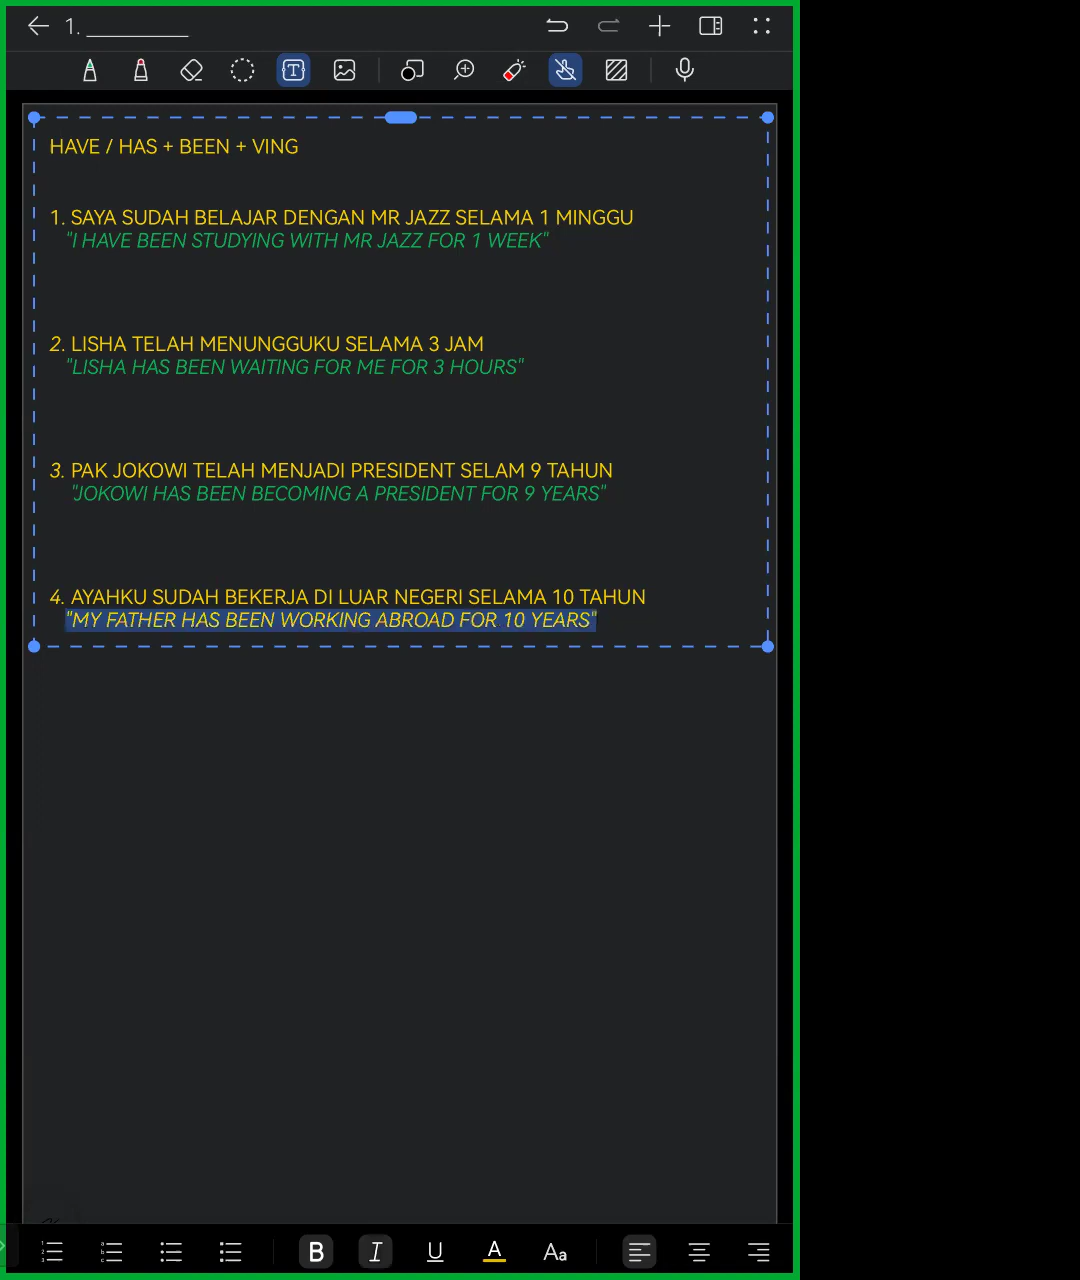 1. __________
HAVE / HAS + BEEN + VING
1. SAYA SUDAH BELAJAR DENGAN MR JAZZ SELAMA 1 MINGGU
"I HAVE BEEN STUDYING WITH MR JAZZ FOR 1 WEEK"
2. LISHA TELAH MENUNGGUKU SELAMA 3 JAM
"LISHA HAS BEEN WAITING FOR ME FOR 3 HOURS"
3. PAK JOKOWI TELAH MENJADI PRESIDENT SELAM 9 TAHUN
"JOKOWI HAS BEEN BECOMING A PRESIDENT FOR 9 YEARS"
4. AYAHKU SUDAH BEKERJA DI LUAR NEGERI SELAMA 10 TAHUN
"MY FATHER HAS BEEN WORKING ABROAD FOR 10 YEARS"
B I U A Aa